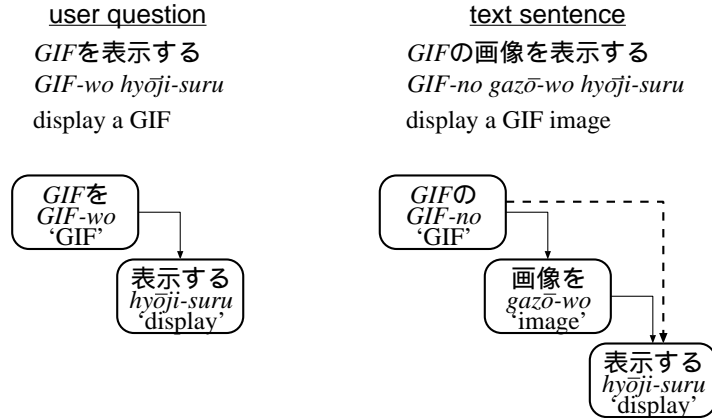 user question
GIFを表示する
GIF-wo hyōji-suru
display a GIF
GIFを
GIF-wo
‘GIF’
表示する
hyōji-suru
‘display’
text sentence
GIFの画像を表示する
GIF-no gazō-wo hyōji-suru
display a GIF image
GIFの
GIF-no
‘GIF’
画像を
gazō-wo
‘image’
表示する
hyōji-suru
‘display’